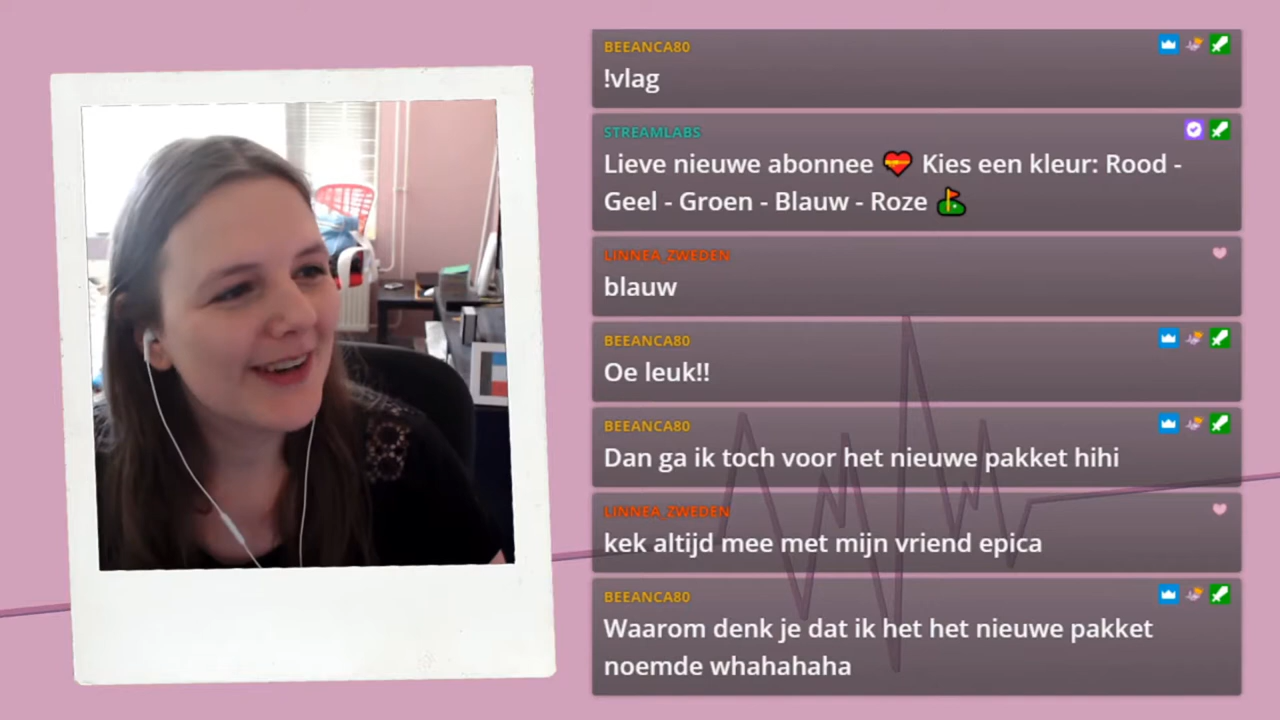 BEEANCA80
!vlag
STREAMLABS
Lieve nieuwe abonnee Kies een kleur: Rood -
Geel - Groen - Blauw - Roze
LINNEA_ZWEDEN
blauw
BEEANCA80
Oe leuk!!
BEEANCA80
Dan ga ik toch voor het nieuwe pakket hihi
LINNEA_ZWEDEN
kek altijd mee met mijn vriend epica
BEEANCA80
Waarom denk je dat ik het het nieuwe pakket
noemde whahahaha